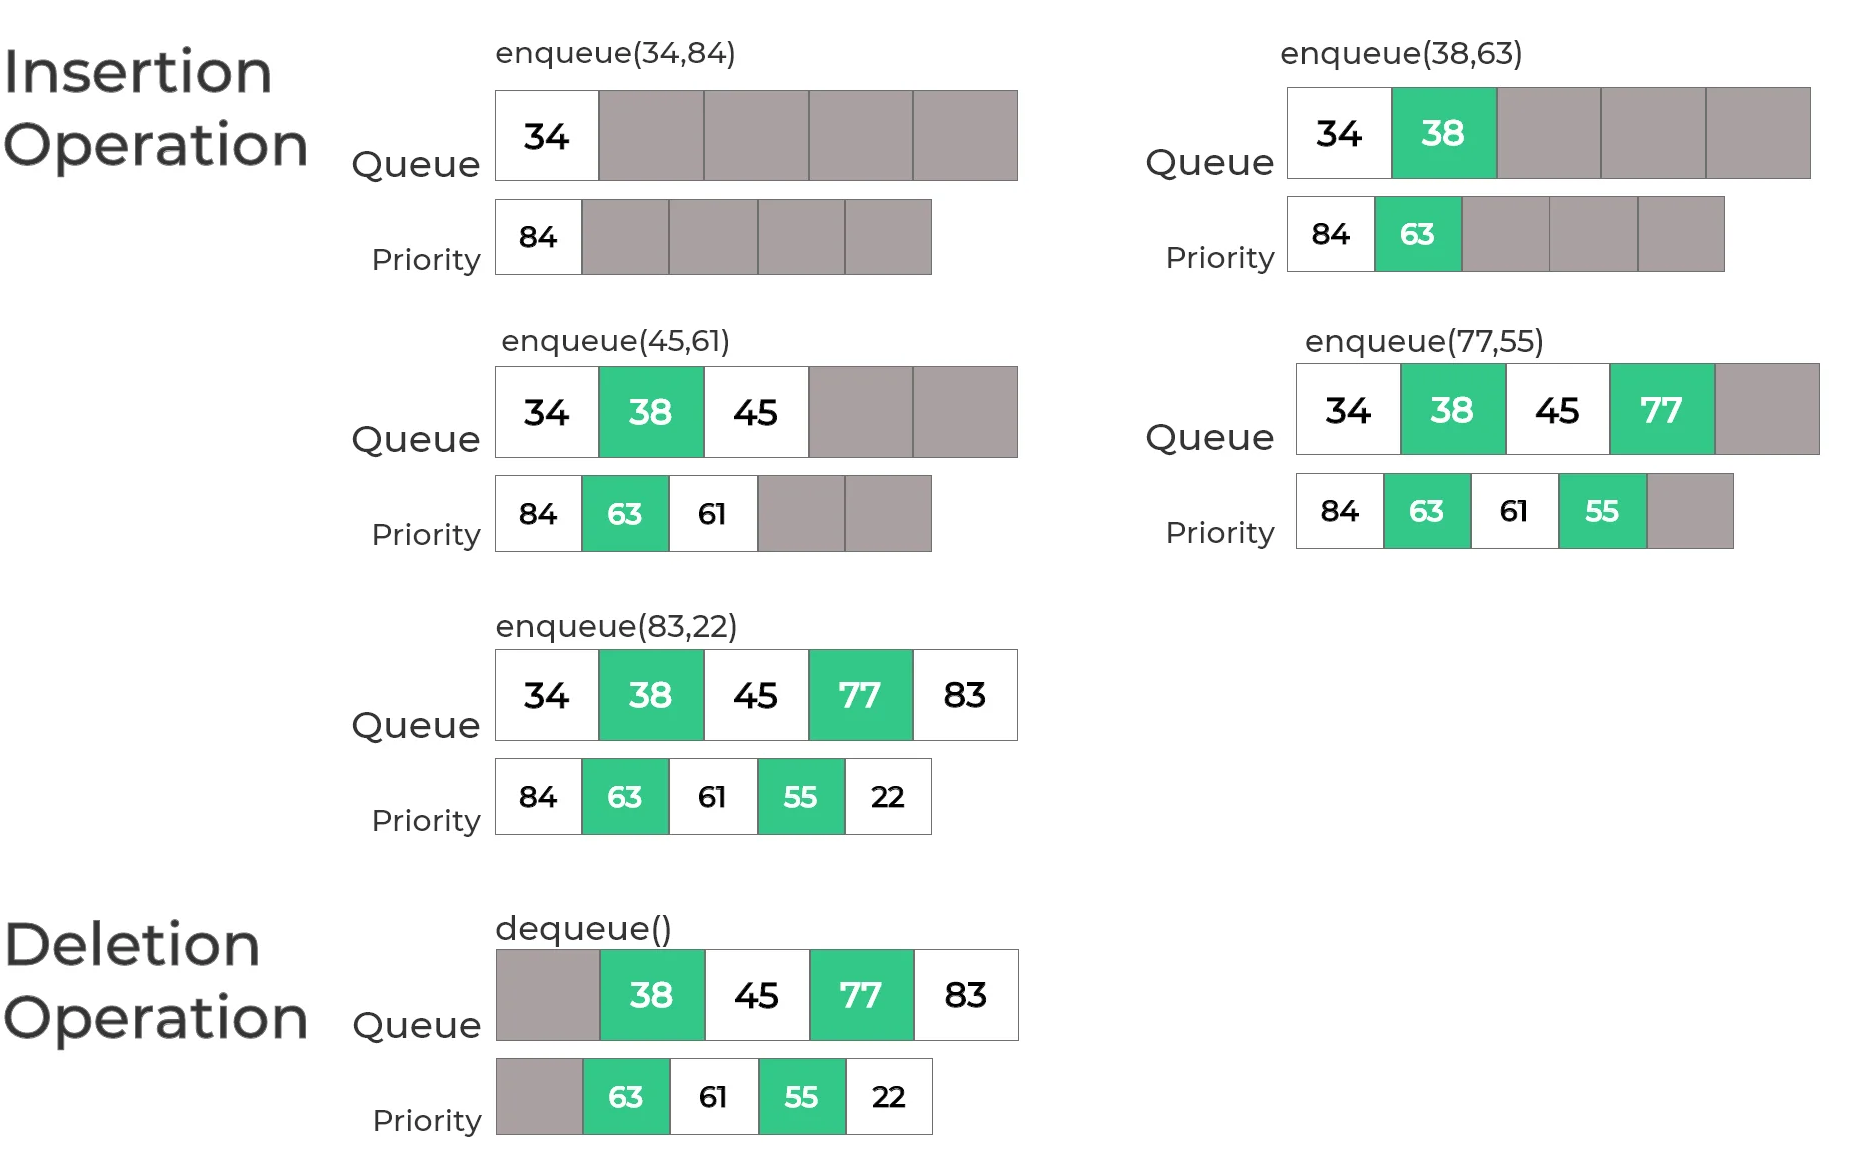 Insertion
Operation
enqueue(34,84)
Queue 34
Priority 84
enqueue(38,63)
Queue 34 38
Priority 84 63
enqueue(45,61)
Queue 34 38 45
Priority 84 63 61
enqueue(77,55)
Queue 34 38 45 77
Priority 84 63 61 55
enqueue(83,22)
Queue 34 38 45 77 83
Priority 84 63 61 55 22
Deletion
Operation
dequeue()
Queue 38 45 77 83
Priority 63 61 55 22